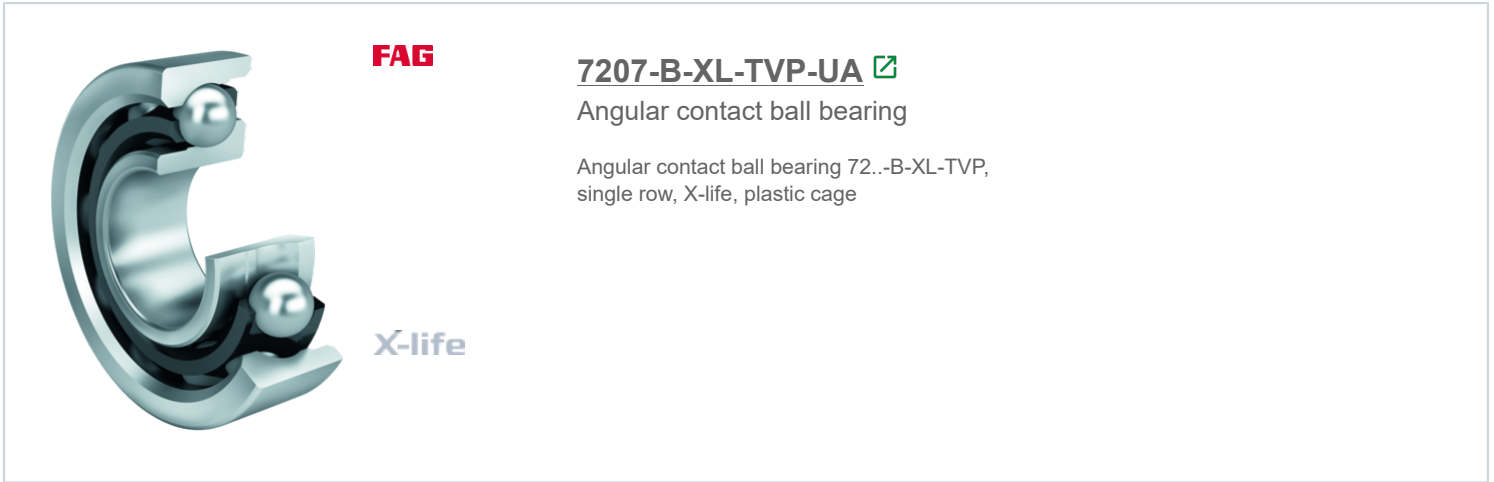 FAG
7207-B-XL-TVP-UA
Angular contact ball bearing
Angular contact ball bearing 72..-B-XL-TVP,
single row, X-life, plastic cage
X-life